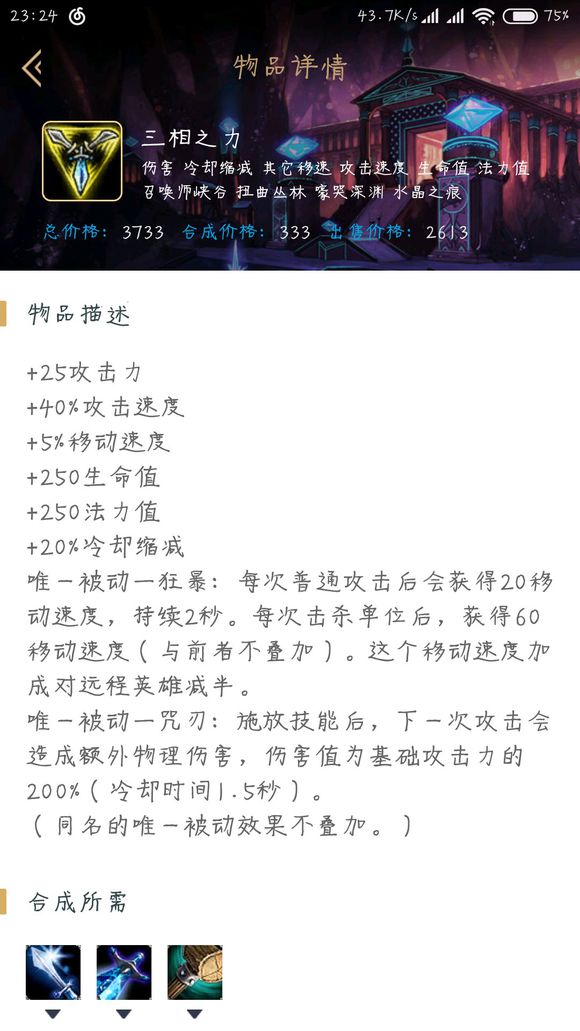 23:24 43.7K/s 75%
物品详情
三相之力
伤害 冷却缩减 其它移速 攻击速度 生命值 法力值
召唤师峡谷 扭曲丛林 嚎哭深渊 水晶之痕
总价格: 3733 合成价格: 333 出售价格: 2613
物品描述
+25攻击力
+40%攻击速度
+5%移动速度
+250生命值
+250法力值
+20%冷却缩减
唯一被动一狂暴: 每次普通攻击后会获得20移
动速度, 持续2秒。每次击杀单位后, 获得60
移动速度(与前者不叠加)。这个移动速度加
成对远程英雄减半。
唯一被动一咒刃: 施放技能后, 下一次攻击会
造成额外物理伤害, 伤害值为基础攻击力的
200%(冷却时间1.5秒)。
(同名的唯一被动效果不叠加。)
合成所需